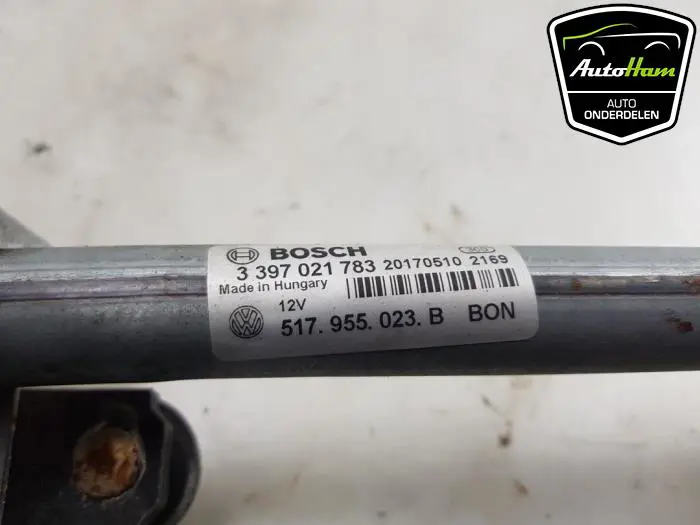 AutoHam
AUTO
ONDERDELEN
BOSCH
3 397 021 783 20170510 2169
Made in Hungary
12V
517. 955. 023. B BON